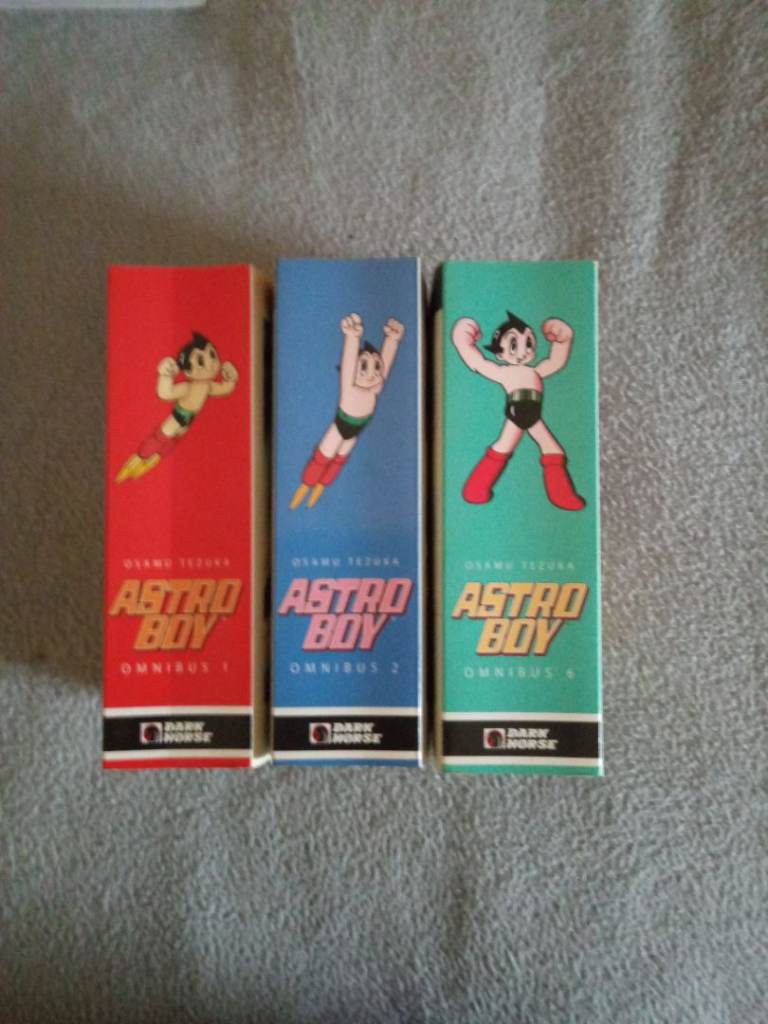 OSAMU TEZUKA
ASTRO
BOY
OMNIBUS 1
DARK
HORSE
OSAMU TEZUKA
ASTRO
BOY
OMNIBUS 2
DARK
HORSE
OSAMU TEZUKA
ASTRO
BOY
OMNIBUS 6
DARK
HORSE